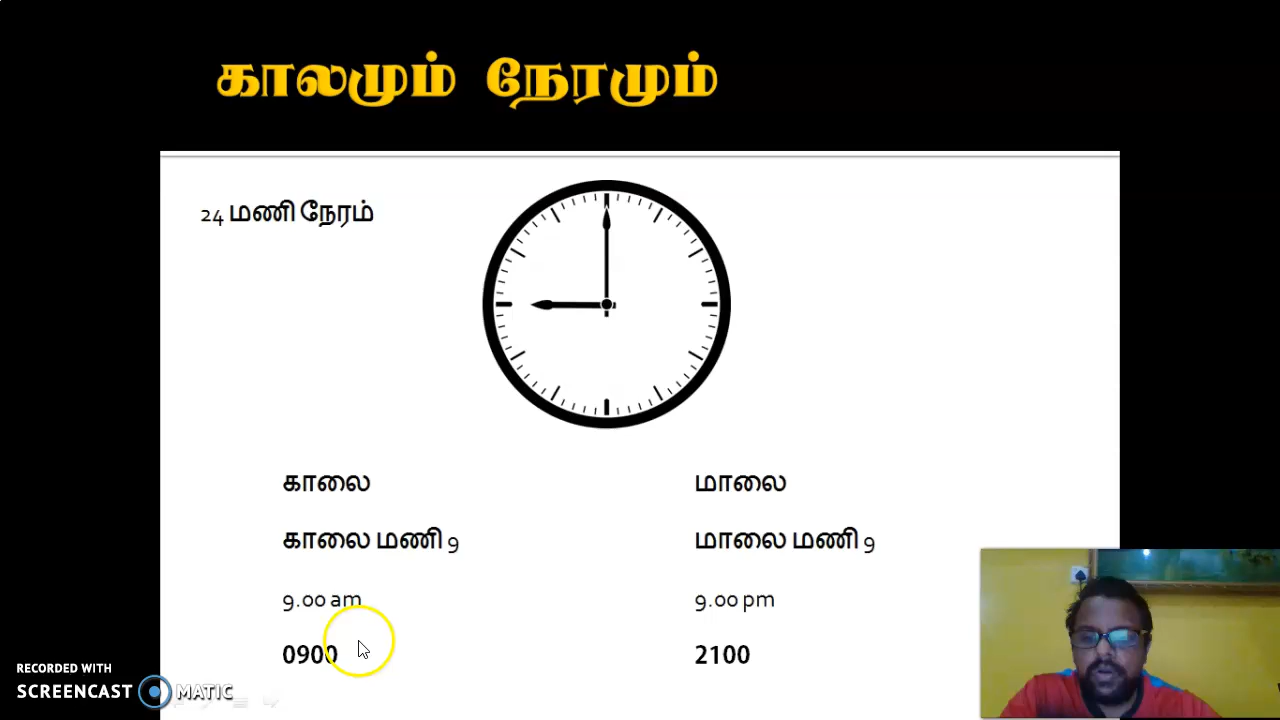 காலமும் நேரமும்
24 மணி நேரம்
காலை
மாலை
காலை மணி 9
மாலை மணி 9
9.00 am
9.00 pm
0900
2100
RECORDED WITH
SCREENCAST MATIC